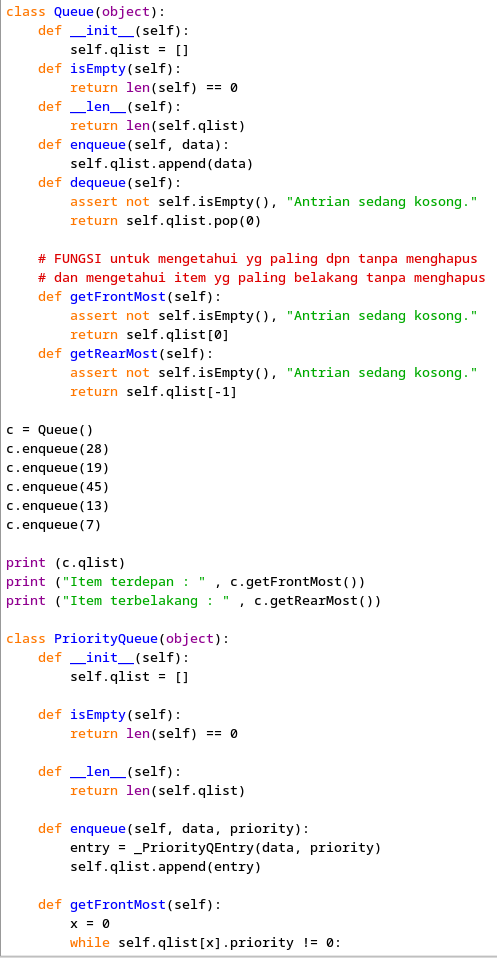 class Queue(object):
    def __init__(self):
        self.qlist = []
    def isEmpty(self):
        return len(self) == 0
    def __len__(self):
        return len(self.qlist)
    def enqueue(self, data):
        self.qlist.append(data)
    def dequeue(self):
        assert not self.isEmpty(), "Antrian sedang kosong."
        return self.qlist.pop(0)

    # FUNGSI untuk mengetahui yg paling dpn tanpa menghapus
    # dan mengetahui item yg paling belakang tanpa menghapus
    def getFrontMost(self):
        assert not self.isEmpty(), "Antrian sedang kosong."
        return self.qlist[0]
    def getRearMost(self):
        assert not self.isEmpty(), "Antrian sedang kosong."
        return self.qlist[-1]

c = Queue()
c.enqueue(28)
c.enqueue(19)
c.enqueue(45)
c.enqueue(13)
c.enqueue(7)

print (c.qlist)
print ("Item terdepan : " , c.getFrontMost())
print ("Item terbelakang : " , c.getRearMost())

class PriorityQueue(object):
    def __init__(self):
        self.qlist = []

    def isEmpty(self):
        return len(self) == 0

    def __len__(self):
        return len(self.qlist)

    def enqueue(self, data, priority):
        entry = _PriorityQEntry(data, priority)
        self.qlist.append(entry)

    def getFrontMost(self):
        x = 0
        while self.qlist[x].priority != 0: